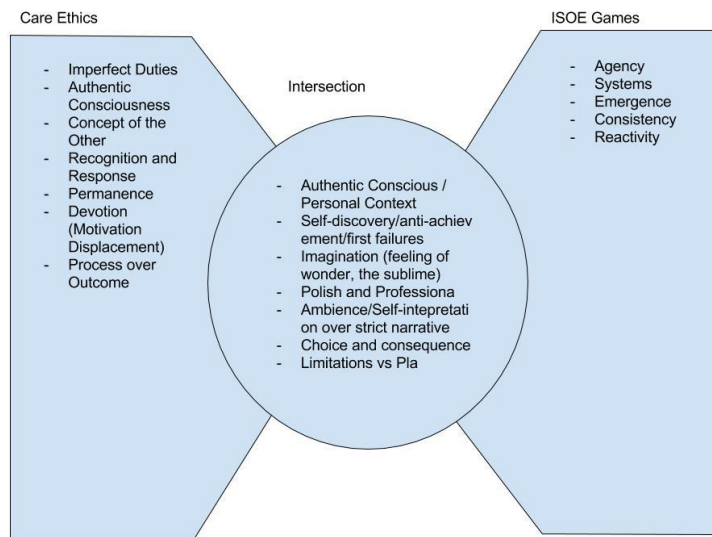 Care Ethics
- Imperfect Duties
- Authentic
Consciousness
- Concept of the
Other
- Recognition and
Response
- Permanence
- Devotion
(Motivation
Displacement)
- Process over
Outcome
Intersection
- Authentic Conscious /
Personal Context
- Self-discovery/anti-achiev
ement/first failures
- Imagination (feeling of
wonder, the sublime)
- Polish and Professiona
- Ambience/Self-intepretati
on over strict narrative
- Choice and consequence
- Limitations vs Pla
ISOE Games
- Agency
- Systems
- Emergence
- Consistency
- Reactivity